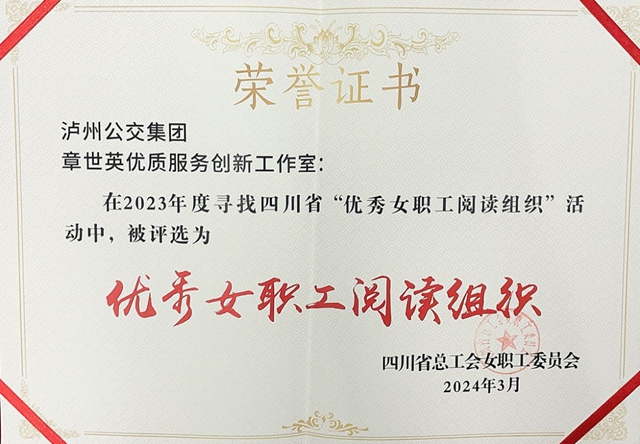 荣誉证书
泸州公交集团
章世英优质服务创新工作室：
在2023年度寻找四川省“优秀女职工阅读组织”活
动中，被评选为
优秀女职工阅读组织
四川省总工会女职工委员会
2024年3月